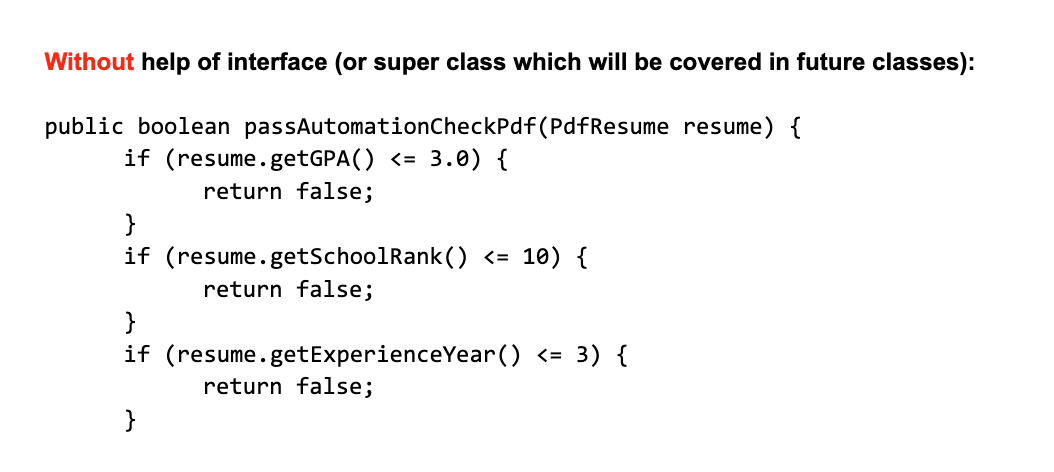 Without help of interface (or super class which will be covered in future classes):
public boolean passAutomationCheckPdf(PdfResume resume) {
if (resume.getGPA() <= 3.0) {
return false;
}
if (resume.getSchoolRank() <= 10) {
return false;
}
if (resume.getExperienceYear() <= 3) {
return false;
}